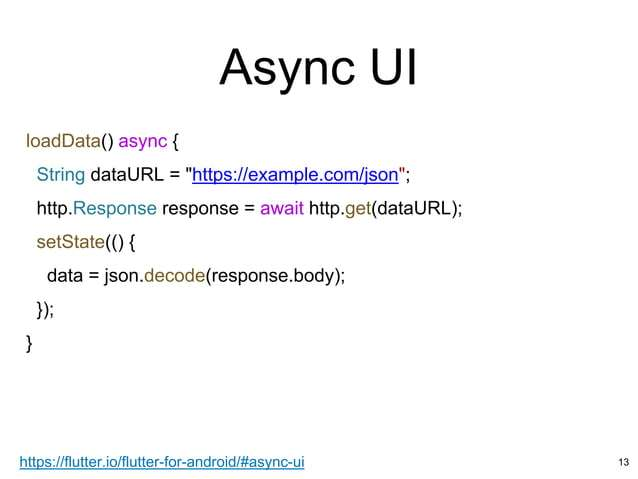 Async UI
loadData() async {
String dataURL = "https://example.com/json";
http.Response response = await http.get(dataURL);
setState(() {
data = json.decode(response.body);
});
}
https://flutter.io/flutter-for-android/#async-ui
13